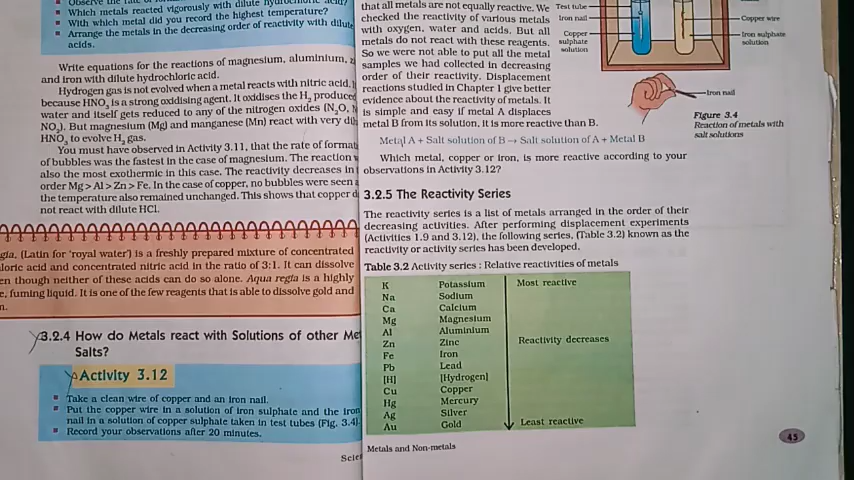 Which metals reacted vigorously with dilute hydrochloric acid?
With which metal did you record the highest temperature?
Arrange the metals in the decreasing order of reactivity with dilute
acids.
Write equations for the reactions of magnesium, aluminium,
and iron with dilute hydrochloric acid.
Hydrogen gas is not evolved when a metal reacts with nitric acid.
because HNO3 is a strong oxidising agent. It oxidises the H2 produced
water and itself gets reduced to any of the nitrogen oxides (N2O,
NO2). But magnesium (Mg) and manganese (Mn) react with very
HNO3 to evolve H2 gas.
You must have observed in Activity 3.11, that the rate of
of bubbles was the fastest in the case of magnesium. The reaction
also the most exothermic in this case. The reactivity decreases in
order Mg > Al > Zn > Fe. In the case of copper, no bubbles were seen
the temperature also remained unchanged. This shows that copper
not react with dilute HCl.
(Latin for 'royal water') is a freshly prepared mixture of concentrated
acid and concentrated nitric acid in the ratio of 3:1. It can dissolve
though neither of these acids can do so alone. Aqua regia is a highly
fuming liquid. It is one of the few reagents that is able to dissolve gold and
3.2.4 How do Metals react with Solutions of other
Salts?
Activity 3.12
Take a clean wire of copper and an iron nail.
Put the copper wire in a solution of iron sulphate and the iron
nail in a solution of copper sulphate taken in test tubes (Fig. 3.4).
Record your observations after 20 minutes.
that all metals are not equally reactive. We
checked the reactivity of various metals
with oxygen, water and acids. But all
metals do not react with these reagents.
So we were not able to put all the metal
samples we had collected in decreasing
order of their reactivity. Displacement
reactions studied in Chapter 1 give better
evidence about the reactivity of metals. It
is simple and easy if metal A displaces
metal B from its solution, it is more reactive than B.
Metal A + Salt solution of B → Salt solution of A + Metal B
Which metal, copper or iron, is more reactive according to your
observations in Activity 3.12?
Test tube
Iron nail
Copper
sulphate
solution
Copper wire
Iron sulphate
solution
Iron nail
Figure 3.4
Reaction of metals with
salt solutions
3.2.5 The Reactivity Series
The reactivity series is a list of metals arranged in the order of their
decreasing activities. After performing displacement experiments
(Activities 1.9 and 3.12), the following series, (Table 3.2) known as the
reactivity or activity series has been developed.
Table 3.2 Activity series : Relative reactivities of metals
K Potassium Most reactive
Na Sodium
Ca Calcium
Mg Magnesium
Al Aluminium
Zn Zinc Reactivity decreases
Fe Iron
Pb Lead
[H] [Hydrogen]
Cu Copper
Hg Mercury
Ag Silver
Au Gold Least reactive
Metals and Non-metals
45